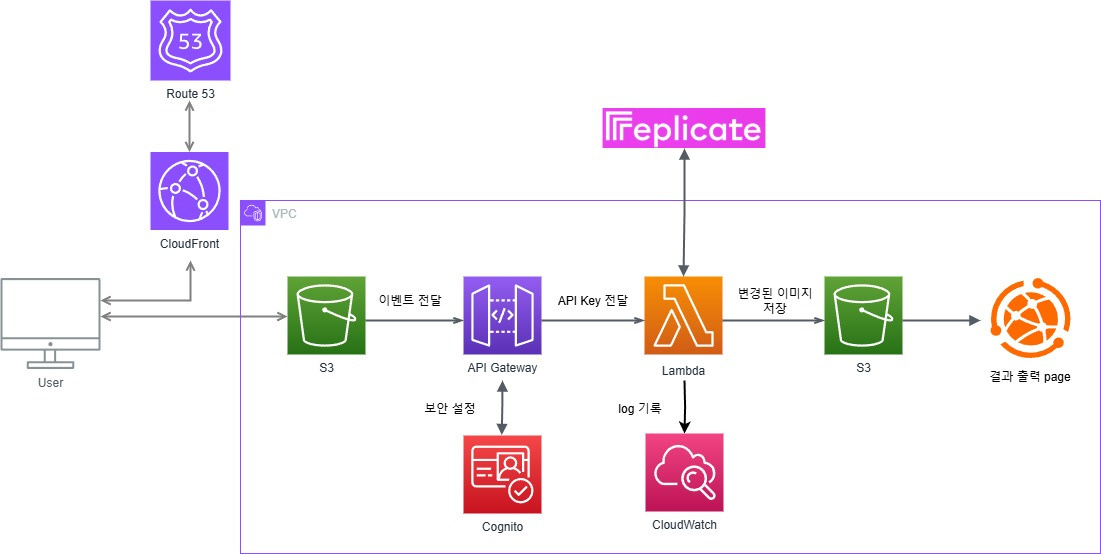 53
Route 53
replicate
CloudFront
VPC
이벤트 전달
API Key 전달
변경된 이미지
저장
S3
API Gateway
Lambda
S3
결과 출력 page
User
보안 설정
log 기록
Cognito
CloudWatch